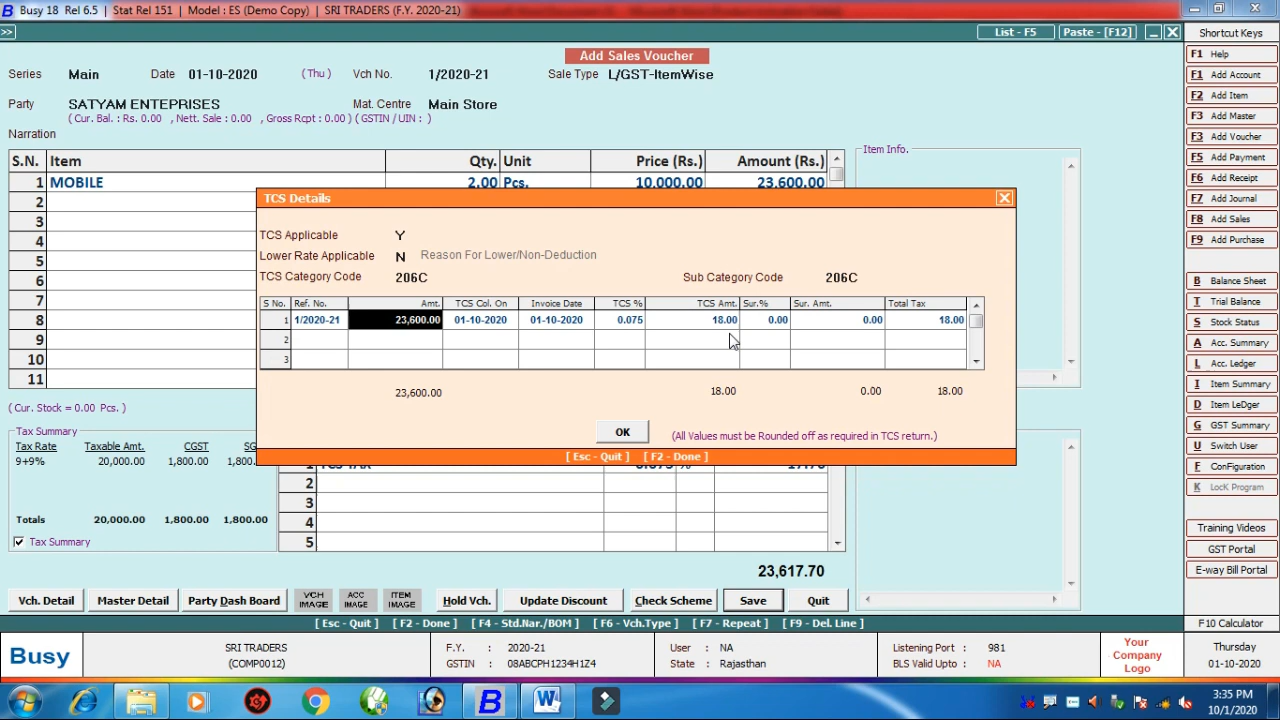 Busy 18 Rel 6.5 Stat Rel 151 Model : ES (Demo Copy) SRI TRADERS (F.Y. 2020-21)
>> List - F5 Paste - [F12] Shortcut Keys
Add Sales Voucher
Series Main Date 01-10-2020 (Thu) Vch No. 1/2020-21 Sale Type L/GST-ItemWise
Party SATYAM ENTEPRISES Mat. Centre Main Store
( Cur. Bal. : Rs. 0.00 , Nett. Sale : 0.00 , Gross Rcpt : 0.00 ) ( GSTIN / UIN : )
Narration
S.N. Item Qty. Unit Price (Rs.) Amount (Rs.)
1 MOBILE 2.00 Pcs. 10,000.00 23,600.00
2
3
4
5
6
7
8
9
10
11
Item Info.
TCS Details
TCS Applicable Y
Lower Rate Applicable N Reason For Lower/Non-Deduction
TCS Category Code 206C Sub Category Code 206C
S No. Ref. No. Amt. TCS Col. On Invoice Date TCS % TCS Amt. Sur.% Sur. Amt. Total Tax
1 1/2020-21 23,600.00 01-10-2020 01-10-2020 0.075 18.00 0.00 0.00 18.00
2
3
23,600.00 18.00 0.00 18.00
OK (All Values must be Rounded off as required in TCS return.)
[ Esc - Quit ] [ F2 - Done ]
( Cur. Stock = 0.00 Pcs. )
Tax Summary
Tax Rate Taxable Amt. CGST
9+9% 20,000.00 1,800.00 1,800.
Totals 20,000.00 1,800.00 1,800.00
Tax Summary
2
3
4
5
23,617.70
Vch. Detail Master Detail Party Dash Board VCH IMAGE ACC IMAGE ITEM IMAGE Hold Vch. Update Discount Check Scheme Save Quit
[ Esc - Quit ] [ F2 - Done ] [ F4 - Std.Nar./BOM ] [ F6 - Vch.Type ] [ F7 - Repeat ] [ F9 - Del. Line ]
F1 Help
F1 Add Account
F2 Add Item
F3 Add Master
F3 Add Voucher
F5 Add Payment
F6 Add Receipt
F7 Add Journal
F8 Add Sales
F9 Add Purchase
B Balance Sheet
T Trial Balance
S Stock Status
A Acc. Summary
L Acc. Ledger
I Item Summary
D Item LeDger
G GST Summary
U Switch User
F ConFiguration
K LocK Program
Training Videos
GST Portal
E-way Bill Portal
F10 Calculator
Busy SRI TRADERS F.Y. : 2020-21 User : NA Listening Port : 981 Your Company Logo Thursday
(COMP0012) GSTIN : 08ABCPH1234H1Z4 State : Rajasthan BLS Valid Upto : NA 01-10-2020
3:35 PM
10/1/2020